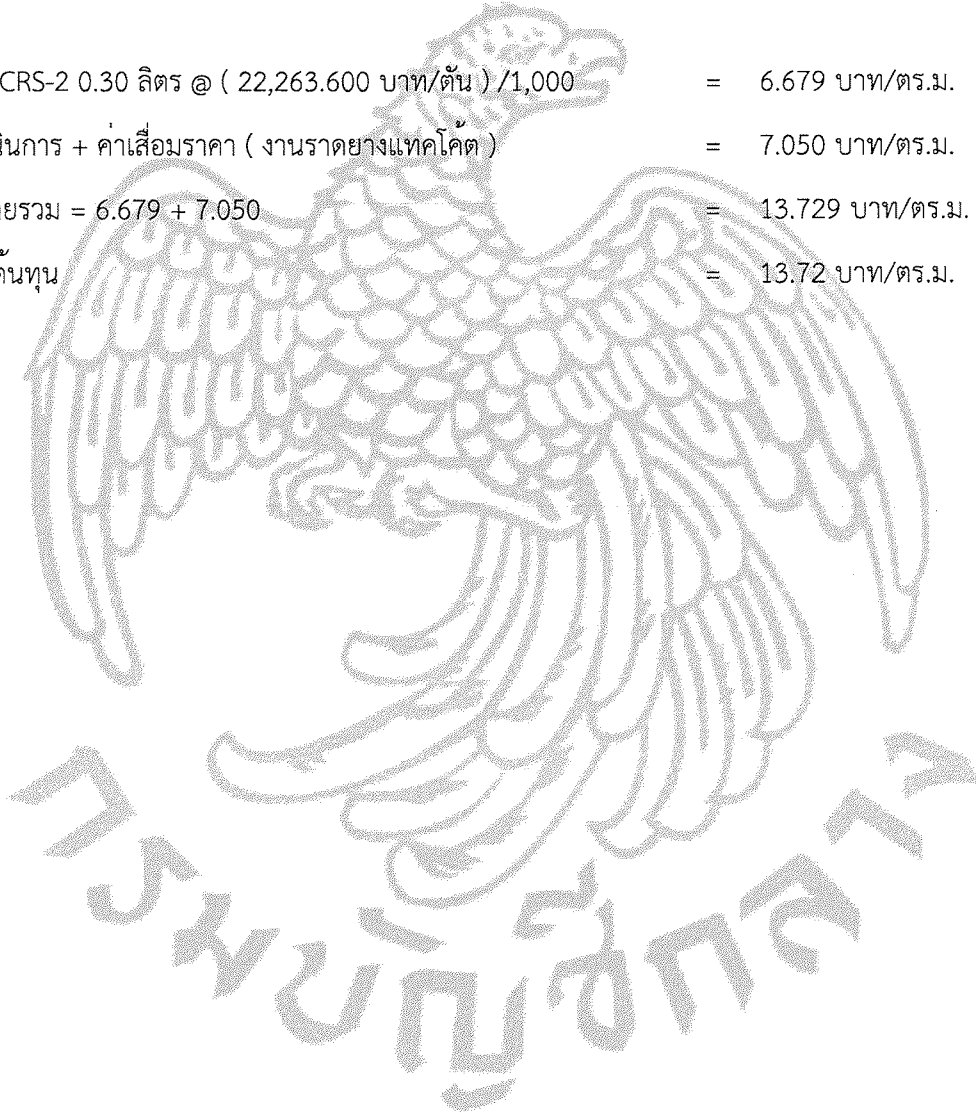 CRS-2 0.30 ลิตร @ ( 22,263.600 บาท/ตัน ) /1,000 = 6.679 บาท/ตร.ม.
นินการ + ค่าเสื่อมราคา ( งานราดยางแทคโค้ต ) = 7.050 บาท/ตร.ม.
ยรวม = 6.679 + 7.050 = 13.729 บาท/ตร.ม.
ต้นทุน = 13.72 บาท/ตร.ม.
กรมบัญชีกลาง